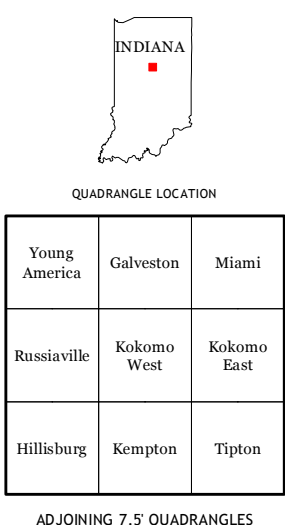 INDIANA
QUADRANGLE LOCATION
Young
America
Galveston
Miami
Russiaville
Kokomo
West
Kokomo
East
Hillisburg
Kempton
Tipton
ADJOINING 7.5' QUADRANGLES